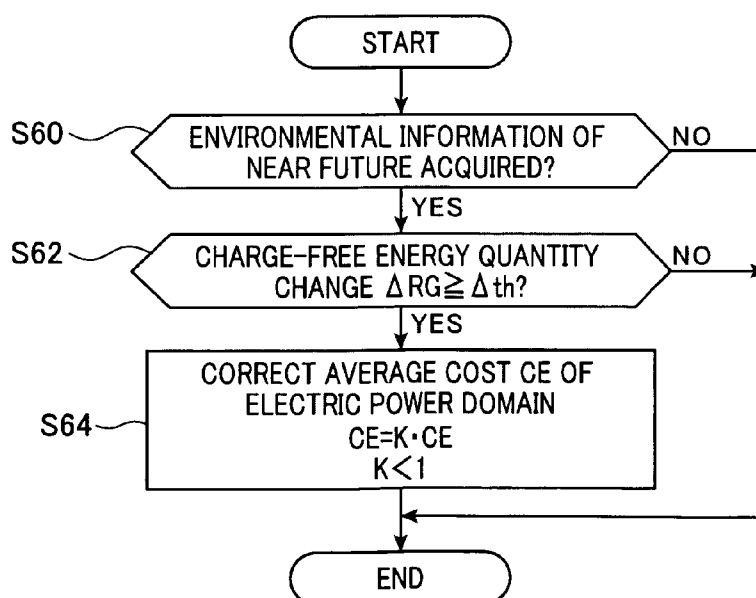 START
S60
ENVIRONMENTAL INFORMATION OF
NEAR FUTURE ACQUIRED?
NO
YES
S62
CHARGE-FREE ENERGY QUANTITY
CHANGE ΔRG≧Δth?
NO
YES
S64
CORRECT AVERAGE COST CE OF
ELECTRIC POWER DOMAIN
CE=K・CE
K<1
END